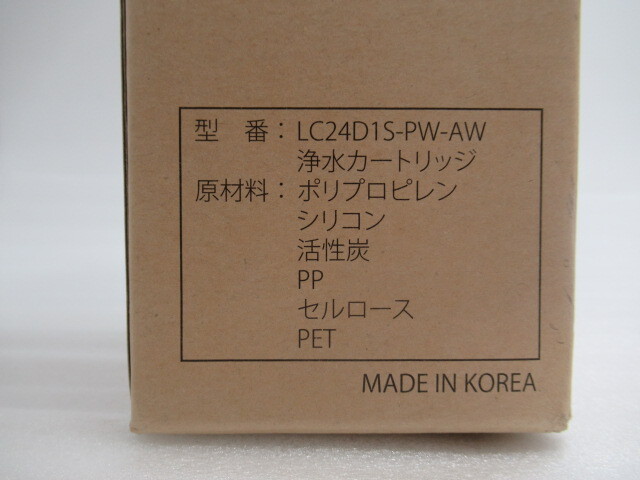 型　番：LC24D1S-PW-AW
浄水カートリッジ
原材料：ポリプロピレン
シリコン
活性炭
PP
セルロース
PET
MADE IN KOREA